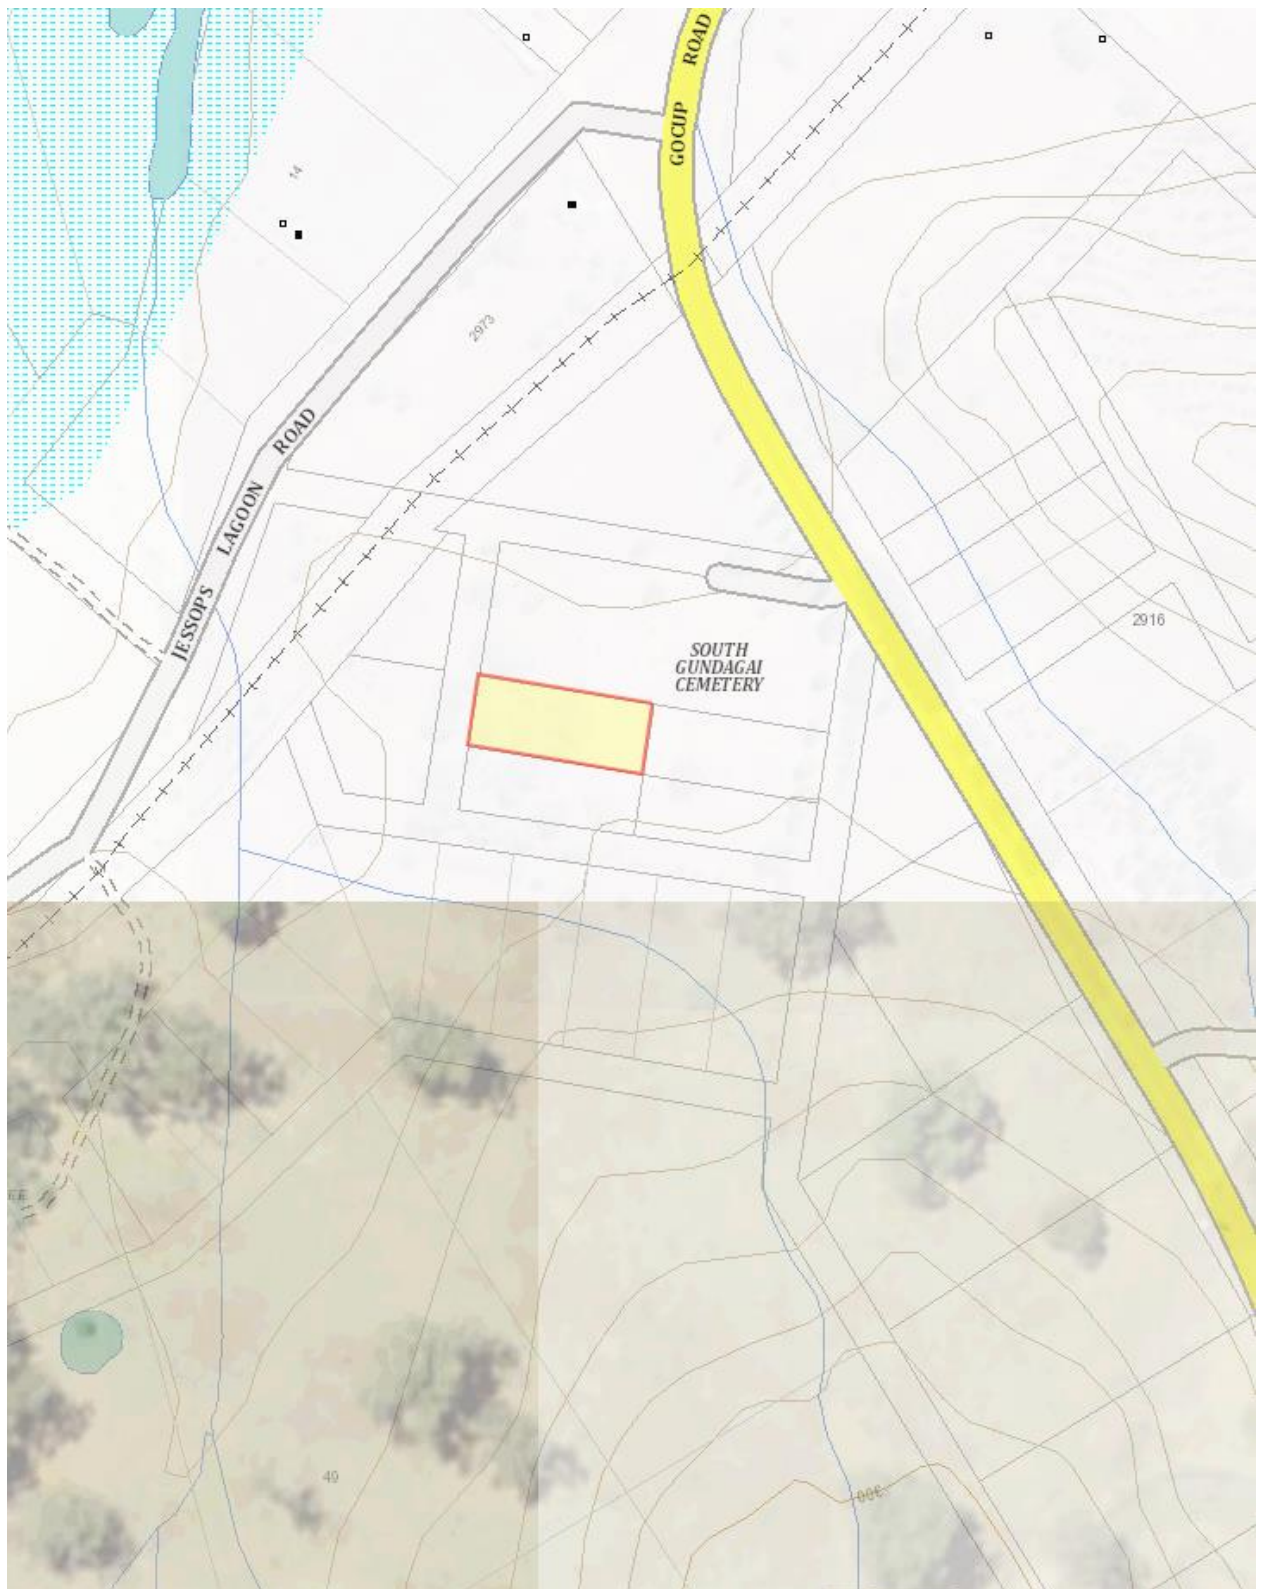 GOCUP ROAD
14
2973
JESSOPS LAGOON ROAD
2916
SOUTH
GUNDAGAI
CEMETERY
49
300